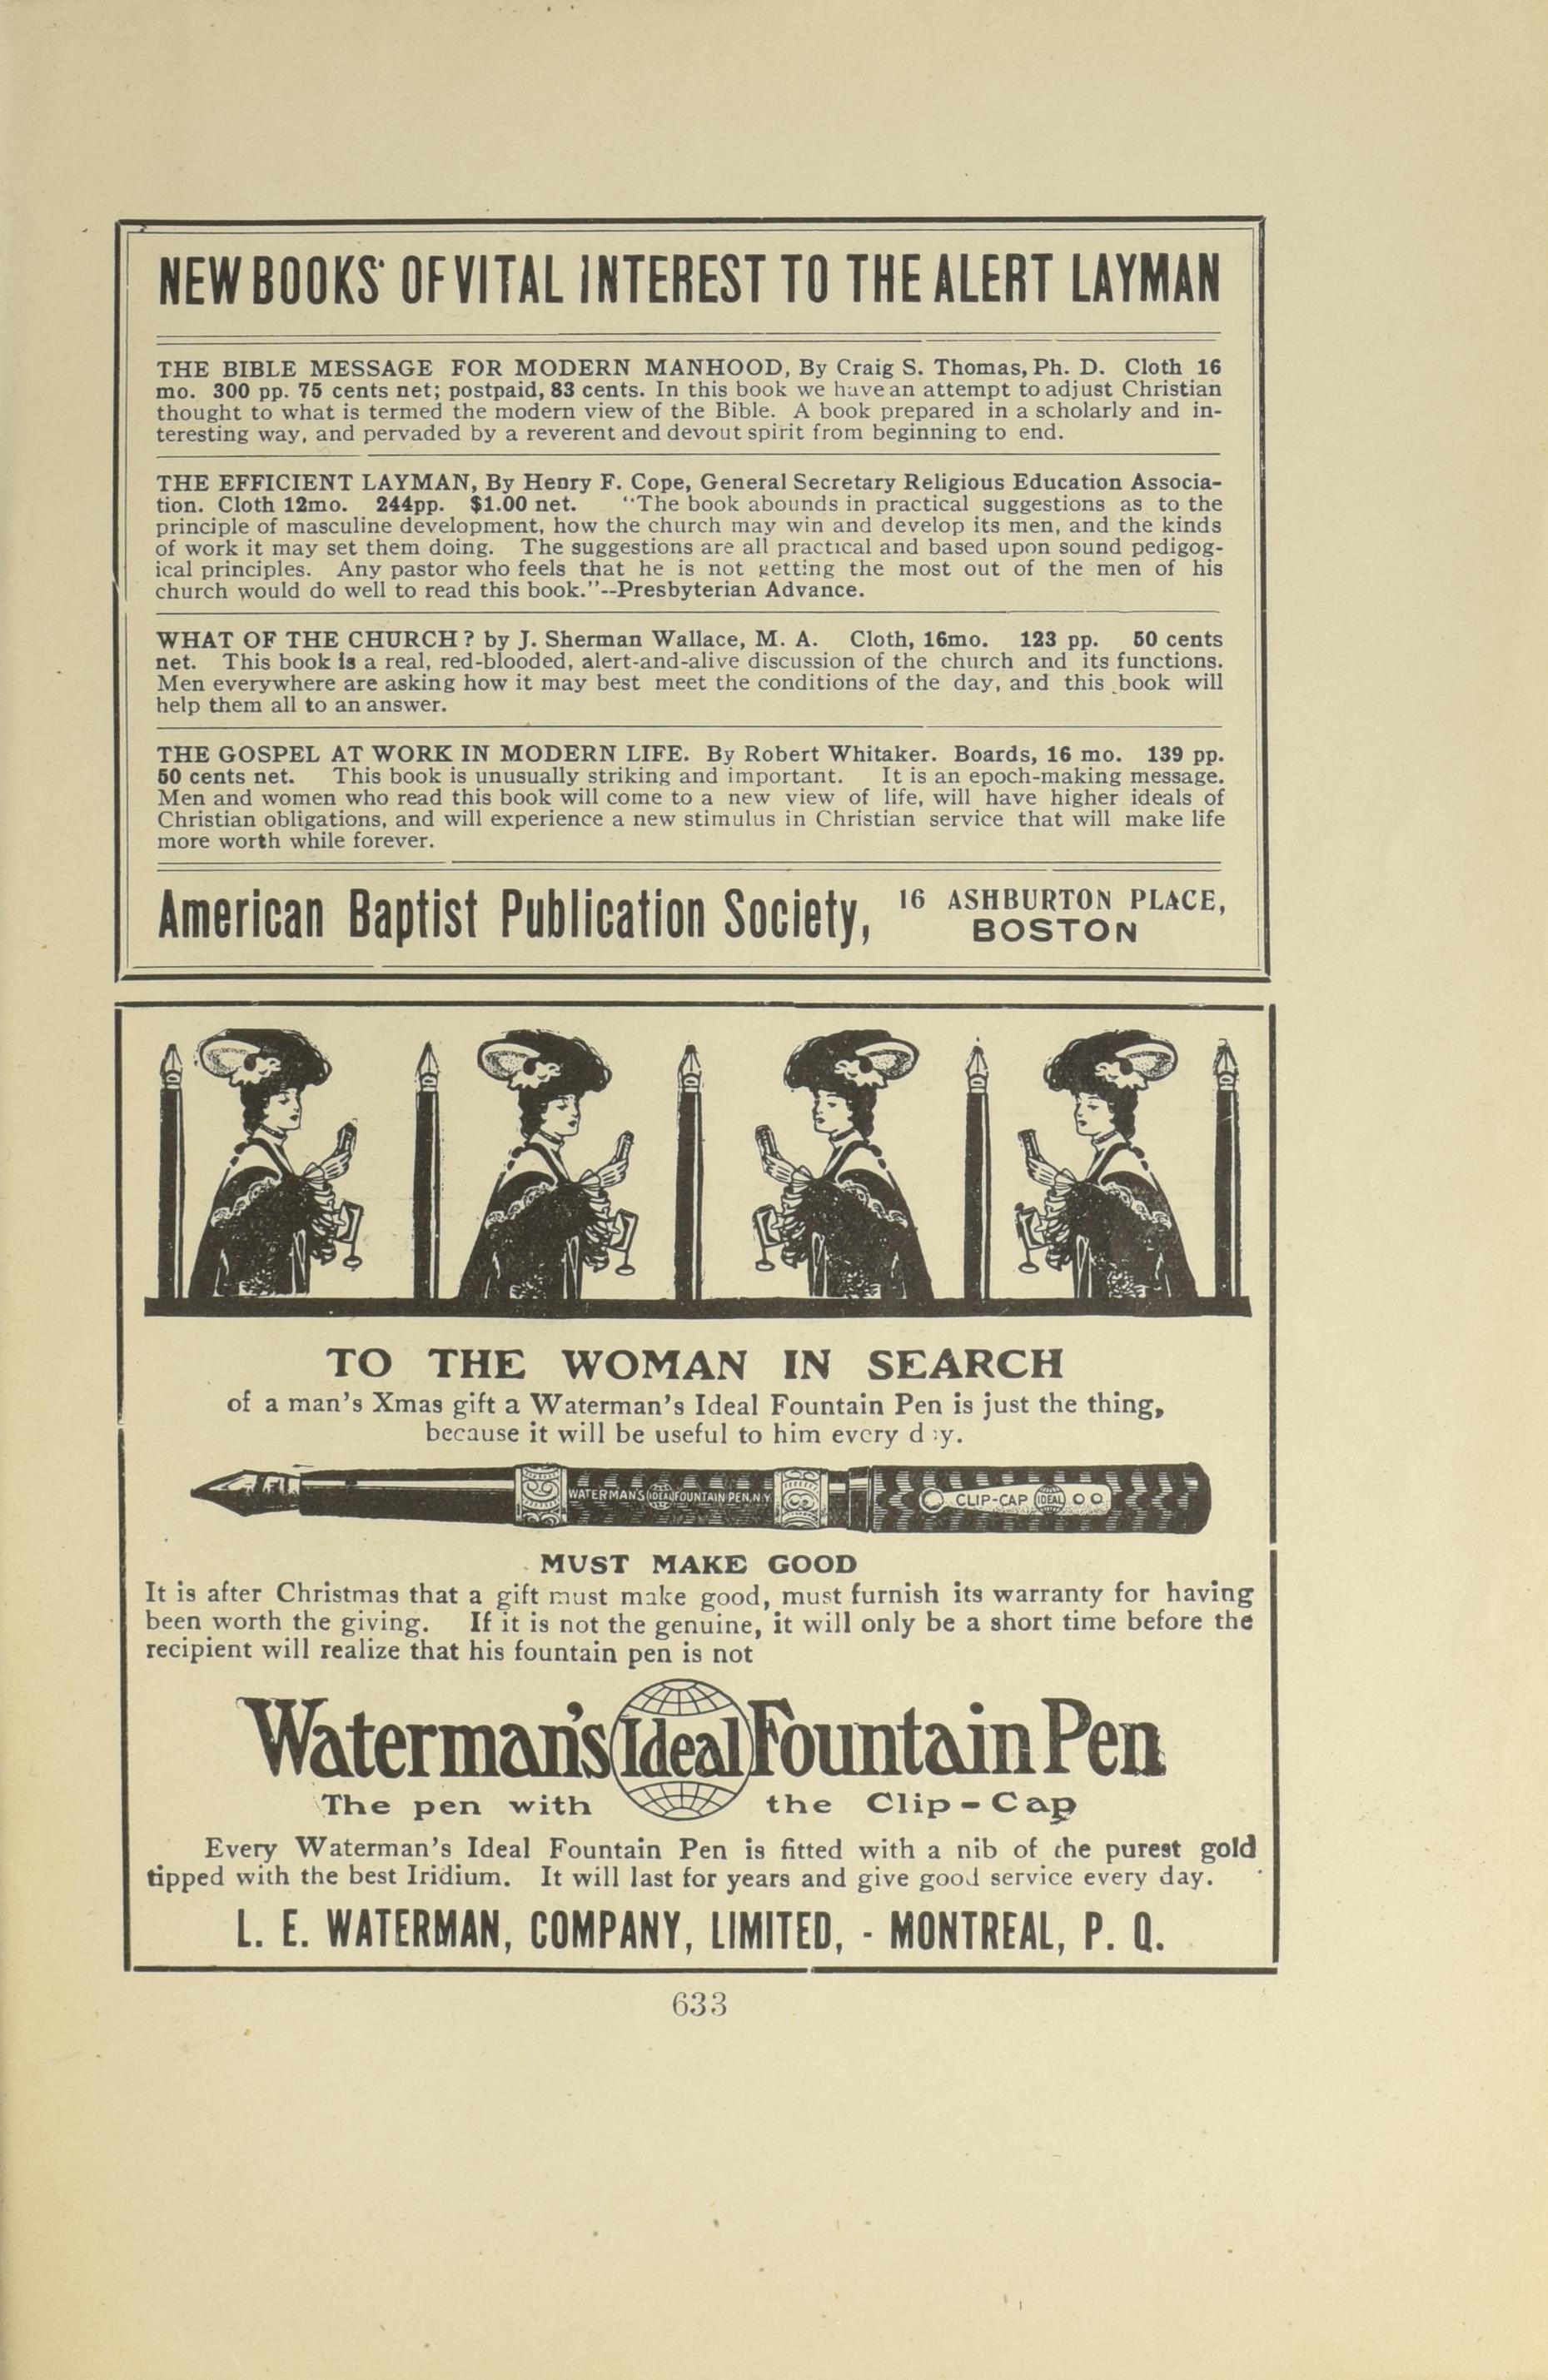 NEW BOOKS OF VITAL INTEREST TO THE ALERT LAYMAN
THE BIBLE MESSAGE FOR MODERN MANHOOD, By Craig S. Thomas, Ph. D. Cloth 16
mo. 300 pp. 75 cents net; postpaid, 83 cents. In this book we have an attempt to adjust Christian
thought to what is termed the modern view of the Bible. A book prepared in a scholarly and in-
teresting way, and pervaded by a reverent and devout spirit from beginning to end.
THE EFFICIENT LAYMAN, By Henry F. Cope, General Secretary Religious Education Associa-
tion. Cloth 12mo. 244pp. $1.00 net. "The book abounds in practical suggestions as to the
principle of masculine development, how the church may win and develop its men, and the kinds
of work it may set them doing. The suggestions are all practical and based upon sound pedigog-
ical principles. Any pastor who feels that he is not getting the most out of the men of his
church would do well to read this book."--Presbyterian Advance.
WHAT OF THE CHURCH? by J. Sherman Wallace, M. A. Cloth, 16mo. 123 pp. 50 cents
net. This book is a real, red-blooded, alert-and-alive discussion of the church and its functions.
Men everywhere are asking how it may best meet the conditions of the day, and this book will
help them all to an answer.
THE GOSPEL AT WORK IN MODERN LIFE. By Robert Whitaker. Boards, 16 mo. 139 pp.
50 cents net. This book is unusually striking and important. It is an epoch-making message.
Men and women who read this book will come to a new view of life, will have higher ideals of
Christian obligations, and will experience a new stimulus in Christian service that will make life
more worth while forever.
American Baptist Publication Society, 16 ASHBURTON PLACE,
BOSTON
TO THE WOMAN IN SEARCH
of a man's Xmas gift a Waterman's Ideal Fountain Pen is just the thing,
because it will be useful to him every day.
WATERMAN'S IDEAL FOUNTAIN PEN, N.Y. CLIP-CAP IDEAL
MUST MAKE GOOD
It is after Christmas that a gift must make good, must furnish its warranty for having
been worth the giving. If it is not the genuine, it will only be a short time before the
recipient will realize that his fountain pen is not
Waterman's Ideal Fountain Pen
The pen with the Clip-Cap
Every Waterman's Ideal Fountain Pen is fitted with a nib of the purest gold
tipped with the best Iridium. It will last for years and give good service every day.
L. E. WATERMAN, COMPANY, LIMITED, - MONTREAL, P. Q.
633